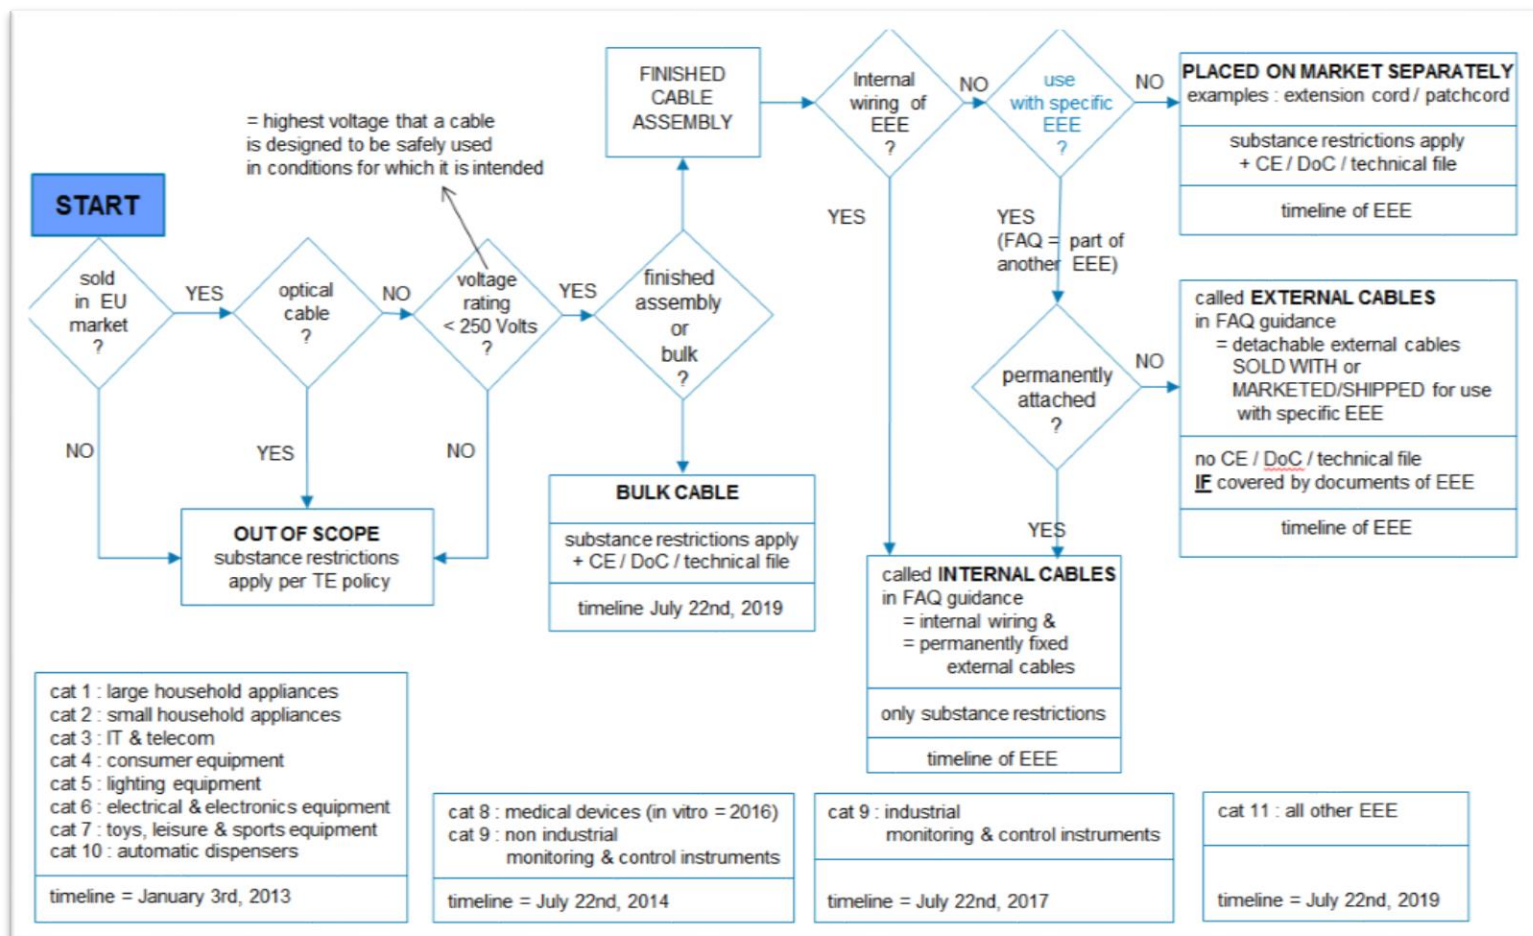 START
sold
in EU
market
?
YES
NO
optical
cable
?
NO
YES
= highest voltage that a cable
is designed to be safely used
in conditions for which it is intended
voltage
rating
< 250 Volts
?
YES
NO
OUT OF SCOPE
substance restrictions
apply per TE policy
finished
assembly
or
bulk
?
FINISHED
CABLE
ASSEMBLY
BULK CABLE
substance restrictions apply
+ CE / DoC / technical file
timeline July 22nd, 2019
Internal
wiring of
EEE
?
NO
YES
use
with specific
EEE
?
NO
YES
(FAQ = part of
another EEE)
PLACED ON MARKET SEPARATELY
examples : extension cord / patchcord
substance restrictions apply
+ CE / DoC / technical file
timeline of EEE
permanently
attached
?
NO
YES
called EXTERNAL CABLES
in FAQ guidance
= detachable external cables
SOLD WITH or
MARKETED/SHIPPED for use
with specific EEE
no CE / DoC / technical file
IF covered by documents of EEE
timeline of EEE
called INTERNAL CABLES
in FAQ guidance
= internal wiring &
= permanently fixed
external cables
only substance restrictions
timeline of EEE
cat 1 : large household appliances
cat 2 : small household appliances
cat 3 : IT & telecom
cat 4 : consumer equipment
cat 5 : lighting equipment
cat 6 : electrical & electronics equipment
cat 7 : toys, leisure & sports equipment
cat 10 : automatic dispensers
timeline = January 3rd, 2013
cat 8 : medical devices (in vitro = 2016)
cat 9 : non industrial
monitoring & control instruments
timeline = July 22nd, 2014
cat 9 : industrial
monitoring & control instruments
timeline = July 22nd, 2017
cat 11 : all other EEE
timeline = July 22nd, 2019